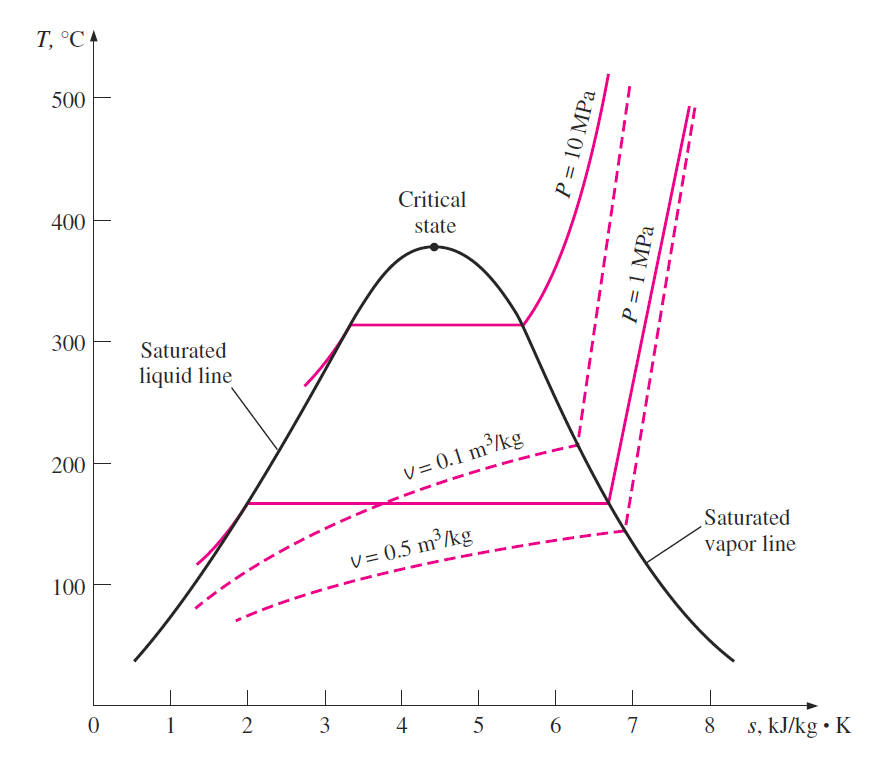 T, °C
500
400
300
200
100
Critical
state
P = 10 MPa
P = 1 MPa
Saturated
liquid line
v = 0.1 m³/kg
v = 0.5 m³/kg
Saturated
vapor line
0 1 2 3 4 5 6 7 8 s, kJ/kg • K